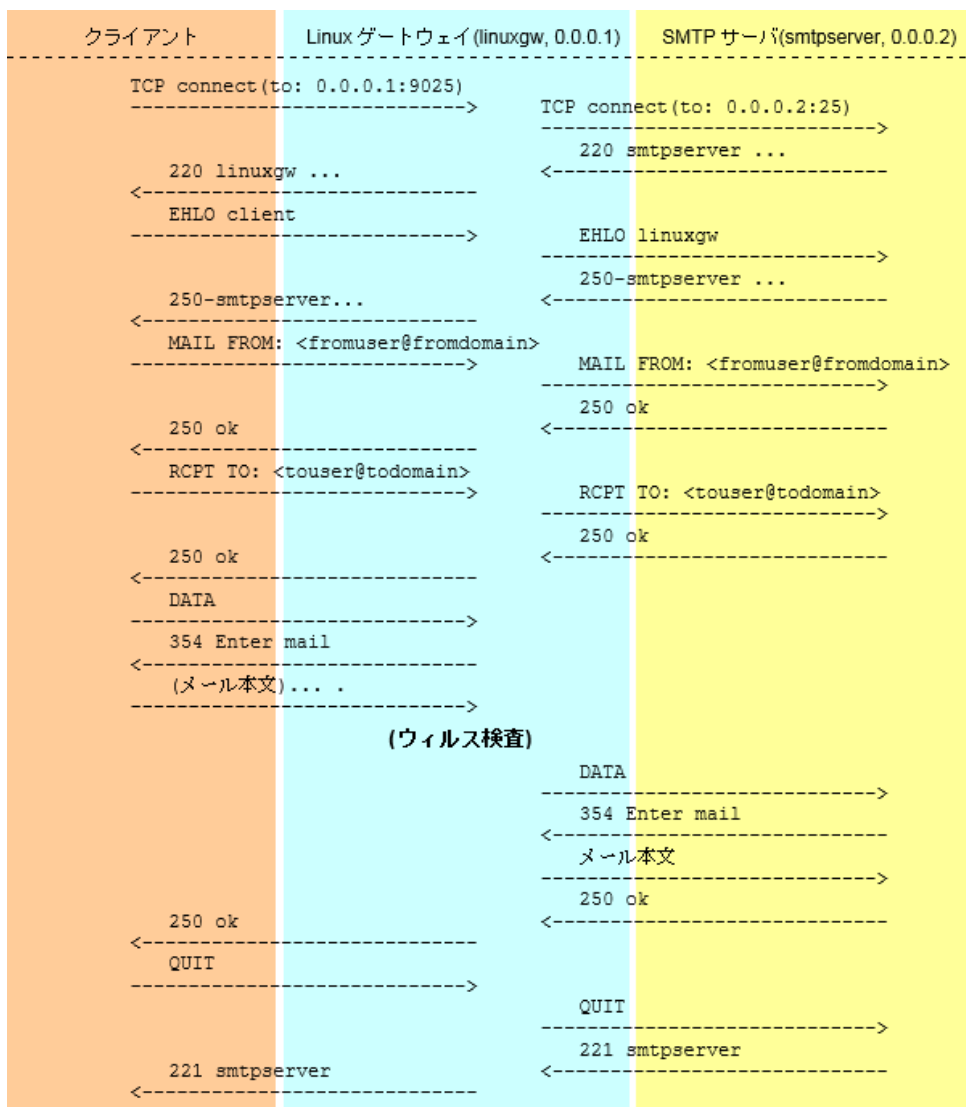 クライアント Linux ゲートウェイ(linuxgw, 0.0.0.1) SMTP サーバ(smtpserver, 0.0.0.2)
TCP connect(to: 0.0.0.1:9025)
TCP connect(to: 0.0.0.2:25)
220 smtpserver ...
220 linuxgw ...
EHLO client
EHLO linuxgw
250-smtpserver ...
250-smtpserver...
MAIL FROM: <fromuser@fromdomain>
MAIL FROM: <fromuser@fromdomain>
250 ok
250 ok
RCPT TO: <touser@todomain>
RCPT TO: <touser@todomain>
250 ok
250 ok
DATA
354 Enter mail
(メール本文)... .
(ウィルス検査)
DATA
354 Enter mail
メール本文
250 ok
250 ok
QUIT
QUIT
221 smtpserver
221 smtpserver